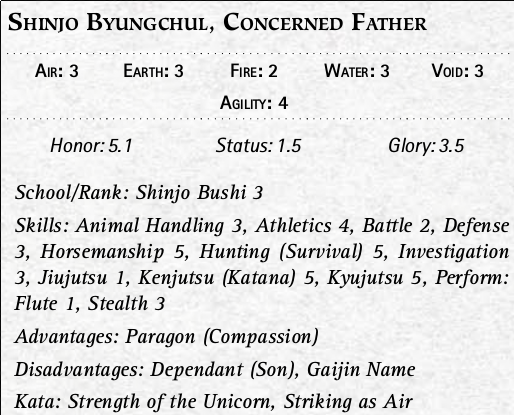 Shinjo Byungchul, Concerned Father
Air: 3 Earth: 3 Fire: 2 Water: 3 Void: 3
Agility: 4
Honor: 5.1 Status: 1.5 Glory: 3.5
School/Rank: Shinjo Bushi 3
Skills: Animal Handling 3, Athletics 4, Battle 2, Defense
3, Horsemanship 5, Hunting (Survival) 5, Investigation
3, Jiujutsu 1, Kenjutsu (Katana) 5, Kyujutsu 5, Perform:
Flute 1, Stealth 3
Advantages: Paragon (Compassion)
Disadvantages: Dependant (Son), Gaijin Name
Kata: Strength of the Unicorn, Striking as Air